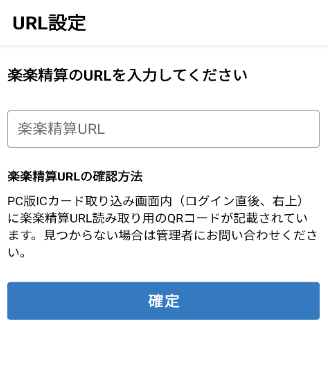 URL設定
楽楽精算のURLを入力してください
楽楽精算URL
楽楽精算URLの確認方法
PC版ICカード取り込み画面内（ログイン直後、右上）
に楽楽精算URL読み取り用のQRコードが記載されてい
ます。見つからない場合は管理者にお問い合わせくださ
い。
確定